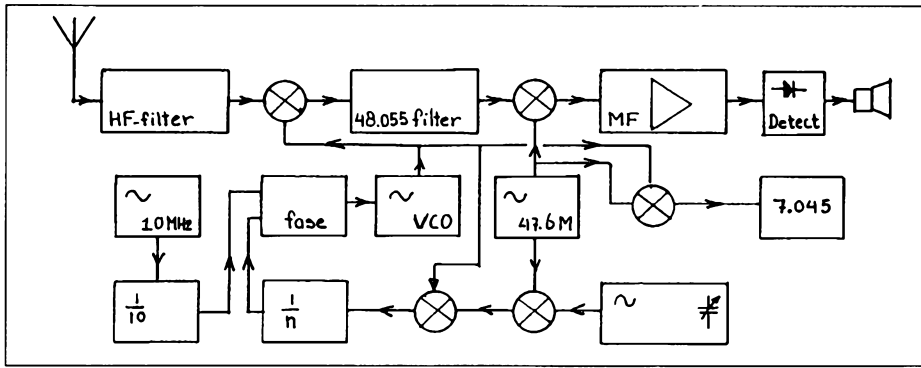 HF-filter
48.055 filter
MF
Detect
10MHz
fase
VCO
47.6M
7.045
1/10
1/n